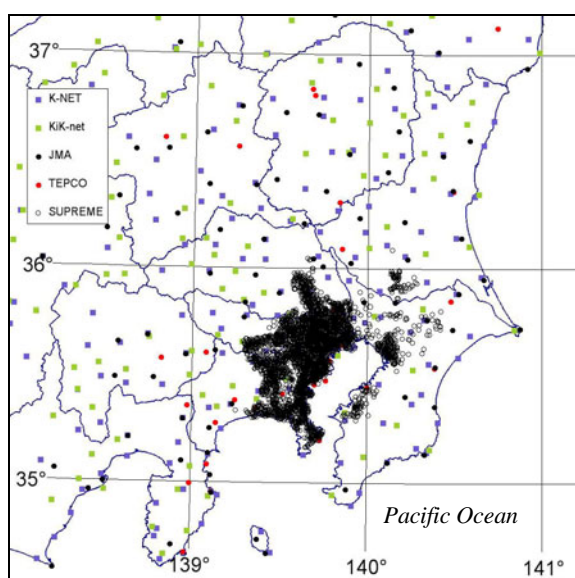 37°
K-NET
KiK-net
JMA
TEPCO
SUPREME
36°
35°
Pacific Ocean
139° 140° 141°